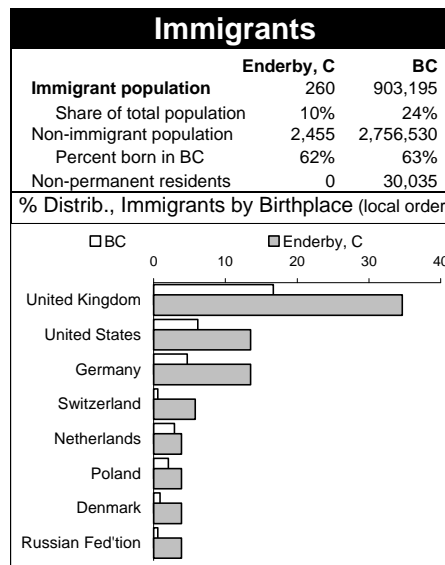 Immigrants
Enderby, C BC
Immigrant population 260 903,195
Share of total population 10% 24%
Non-immigrant population 2,455 2,756,530
Percent born in BC 62% 63%
Non-permanent residents 0 30,035
% Distrib., Immigrants by Birthplace (local order
BC Enderby, C
0 10 20 30 40
United Kingdom
United States
Germany
Switzerland
Netherlands
Poland
Denmark
Russian Fed'tion